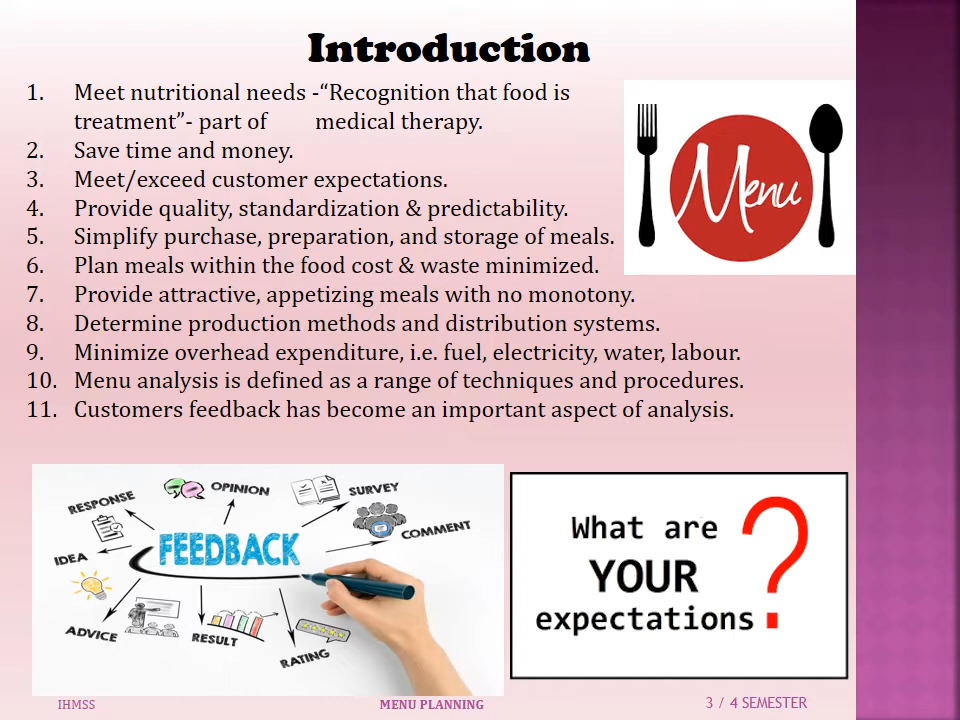 Introduction
1. Meet nutritional needs -“Recognition that food is
treatment”- part of medical therapy.
2. Save time and money.
3. Meet/exceed customer expectations.
4. Provide quality, standardization & predictability.
5. Simplify purchase, preparation, and storage of meals.
6. Plan meals within the food cost & waste minimized.
7. Provide attractive, appetizing meals with no monotony.
8. Determine production methods and distribution systems.
9. Minimize overhead expenditure, i.e. fuel, electricity, water, labour.
10. Menu analysis is defined as a range of techniques and procedures.
11. Customers feedback has become an important aspect of analysis.
Menu
RESPONSE
OPINION
SURVEY
COMMENT
IDEA
FEEDBACK
ADVICE
RESULT
RATING
What are
YOUR
expectations
?
IHMSS
MENU PLANNING
3 / 4 SEMESTER